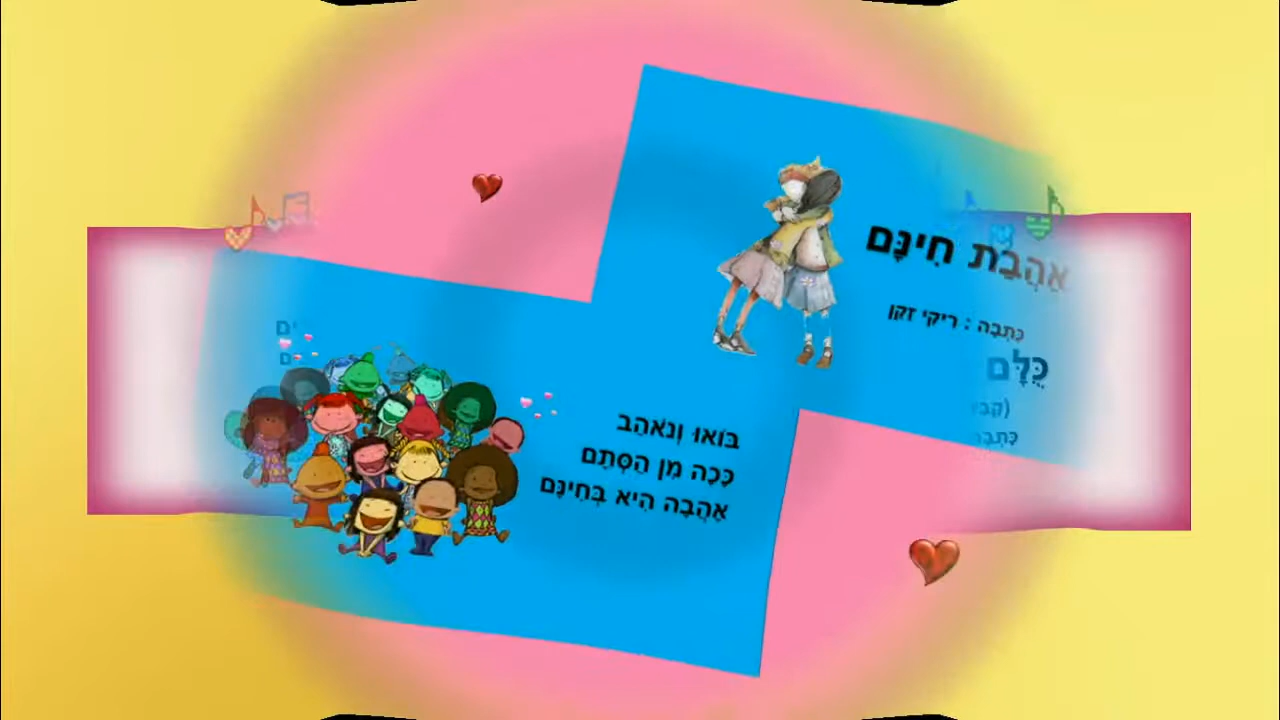 אַהֲבַת חִינָּם
כָּתְבָה : ריקי זקן
כֻּלָּם
כָּתְבָה
בּוֹאוּ וְנֹאהַב
כָּכָה מִן הַסְּתָם
אַהֲבָה הִיא בְּחִינָּם